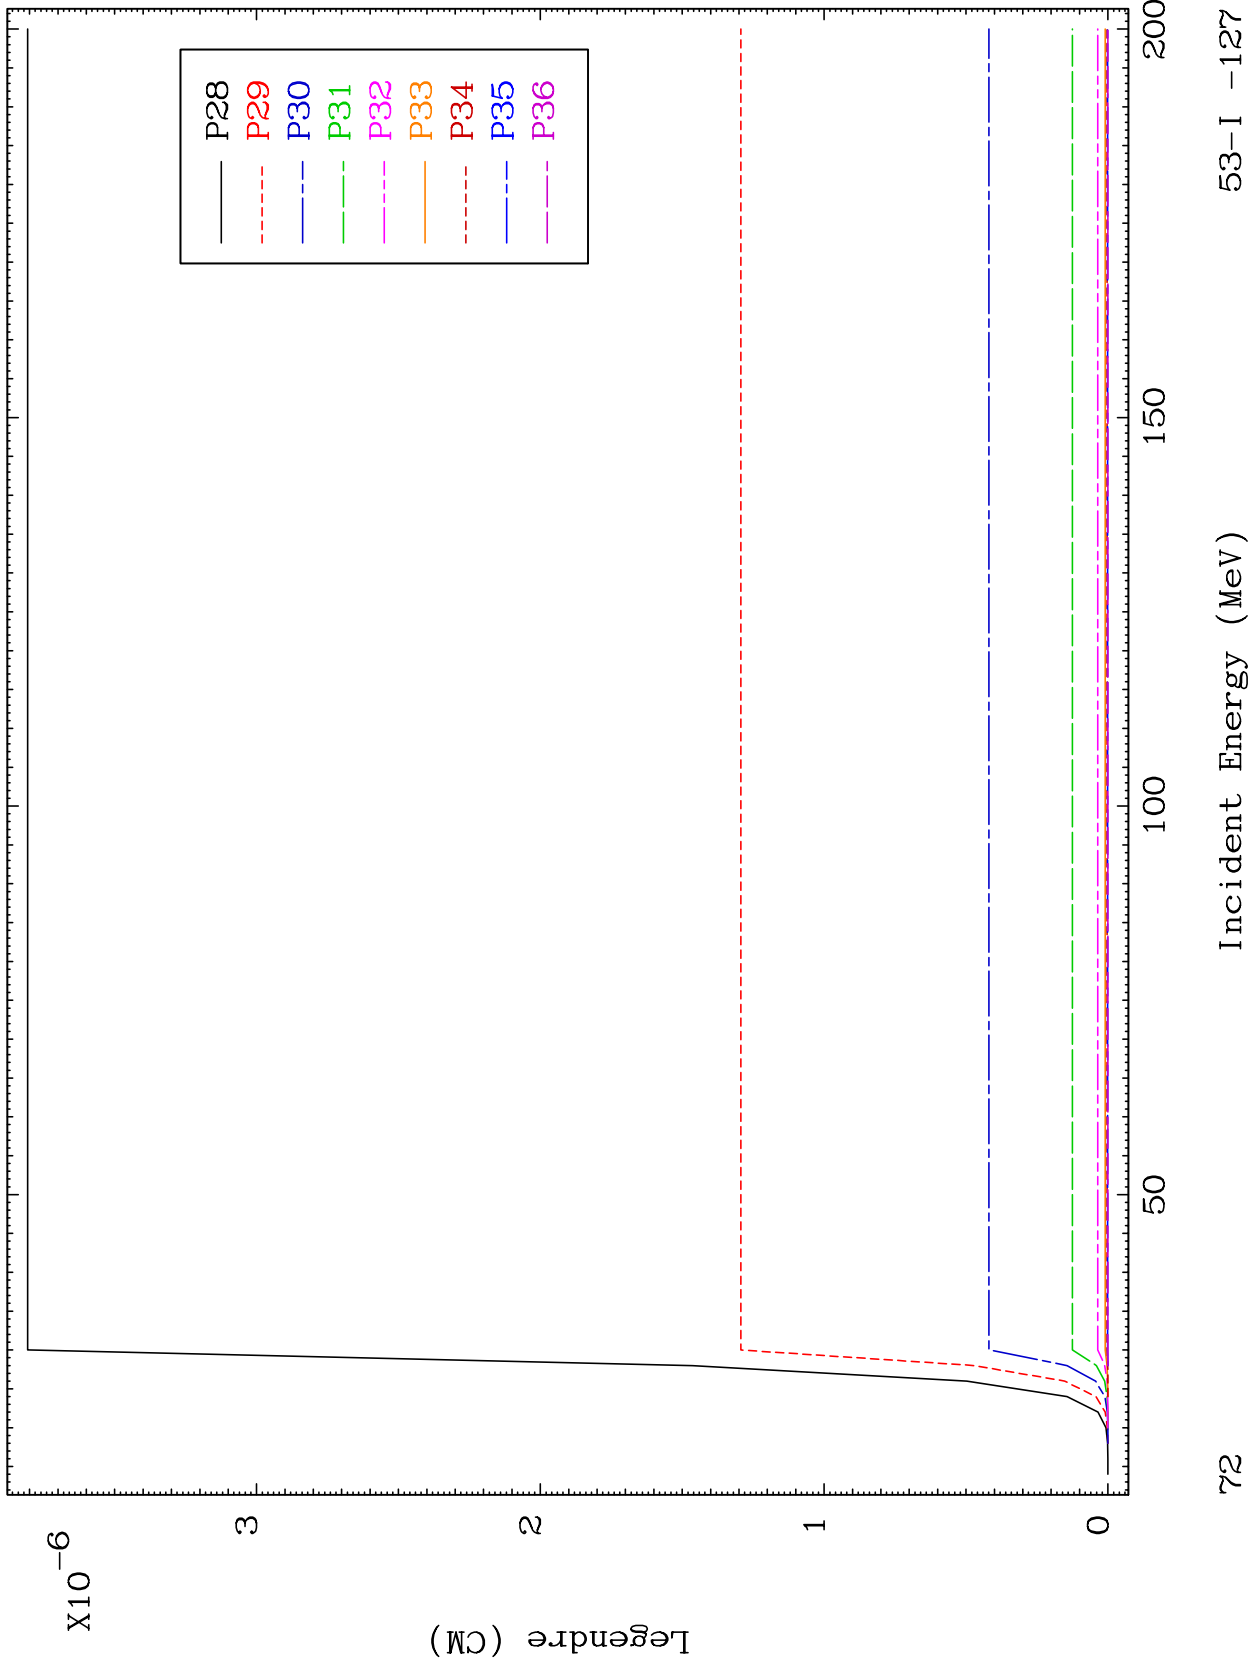 X10-6
3
2
1
0
Legendre (CM)
P28
P29
P30
P31
P32
P33
P34
P35
P36
50
100
150
200
Incident Energy (MeV)
72
53-I -127